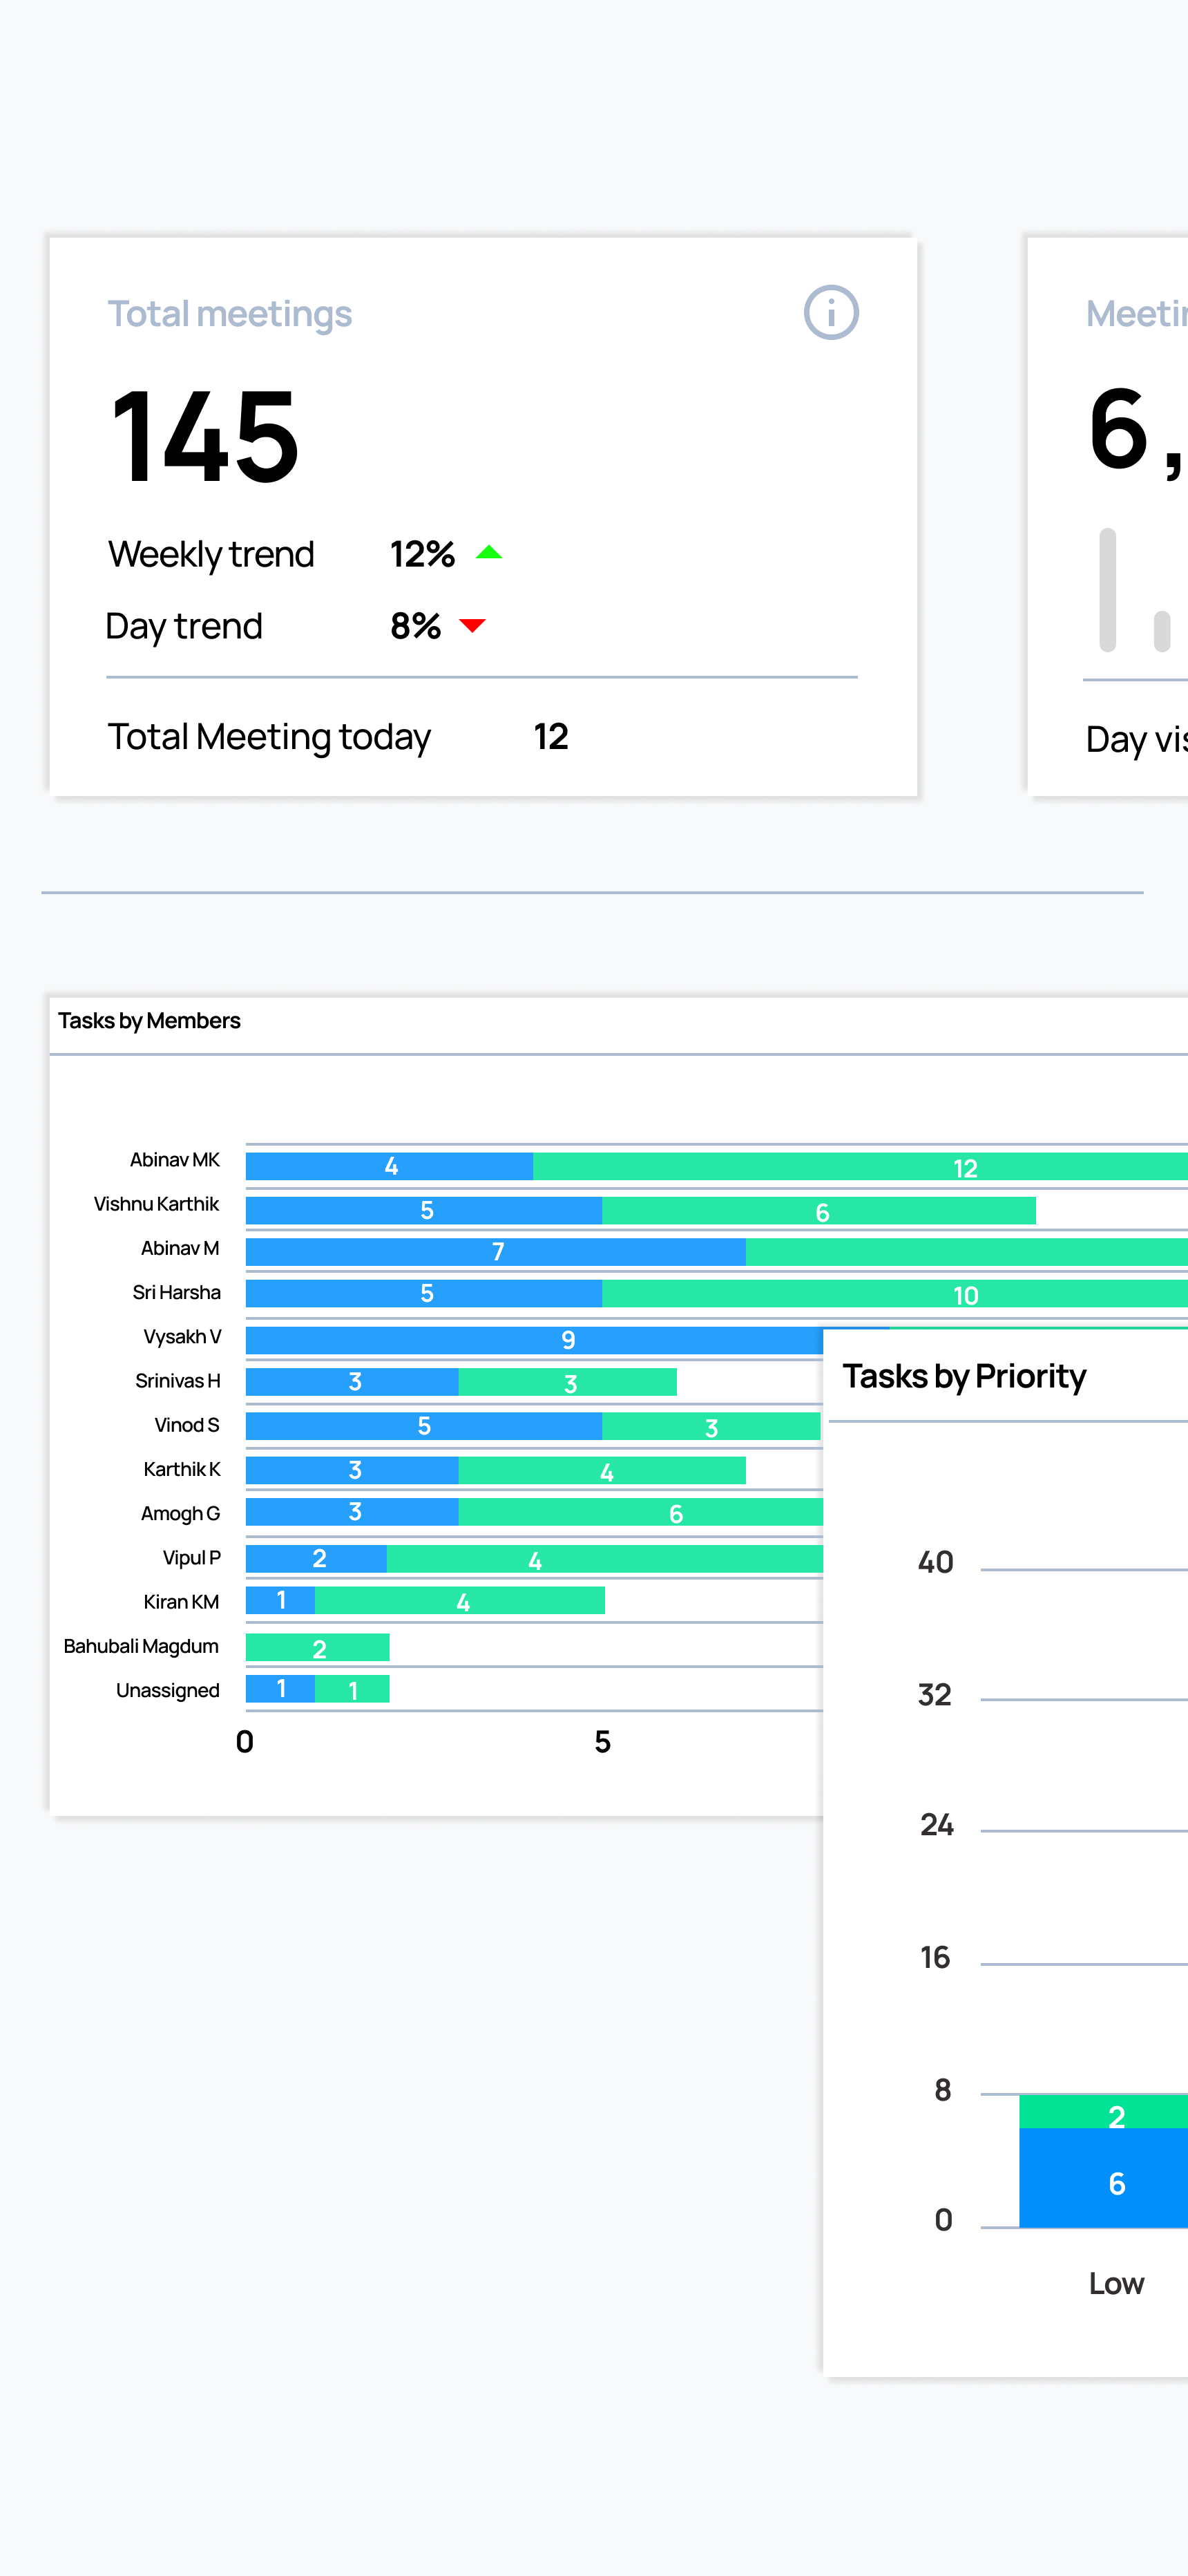 Total meetings
145
Weekly trend 12%
Day trend 8%
Total Meeting today 12
6,
Day
Tasks by Members
Abinav MK 4 12
Vishnu Karthik 5 6
Abinav M 7
Sri Harsha 5 10
Vysakh V 9
Srinivas H 3 3
Vinod S 5 3
Karthik K 3 4
Amogh G 3 6
Vipul P 2 4
Kiran KM 1 4
Bahubali Magdum 2
Unassigned 1 1
0 5
Tasks by Priority
40
32
24
16
8
2
6
0
Low